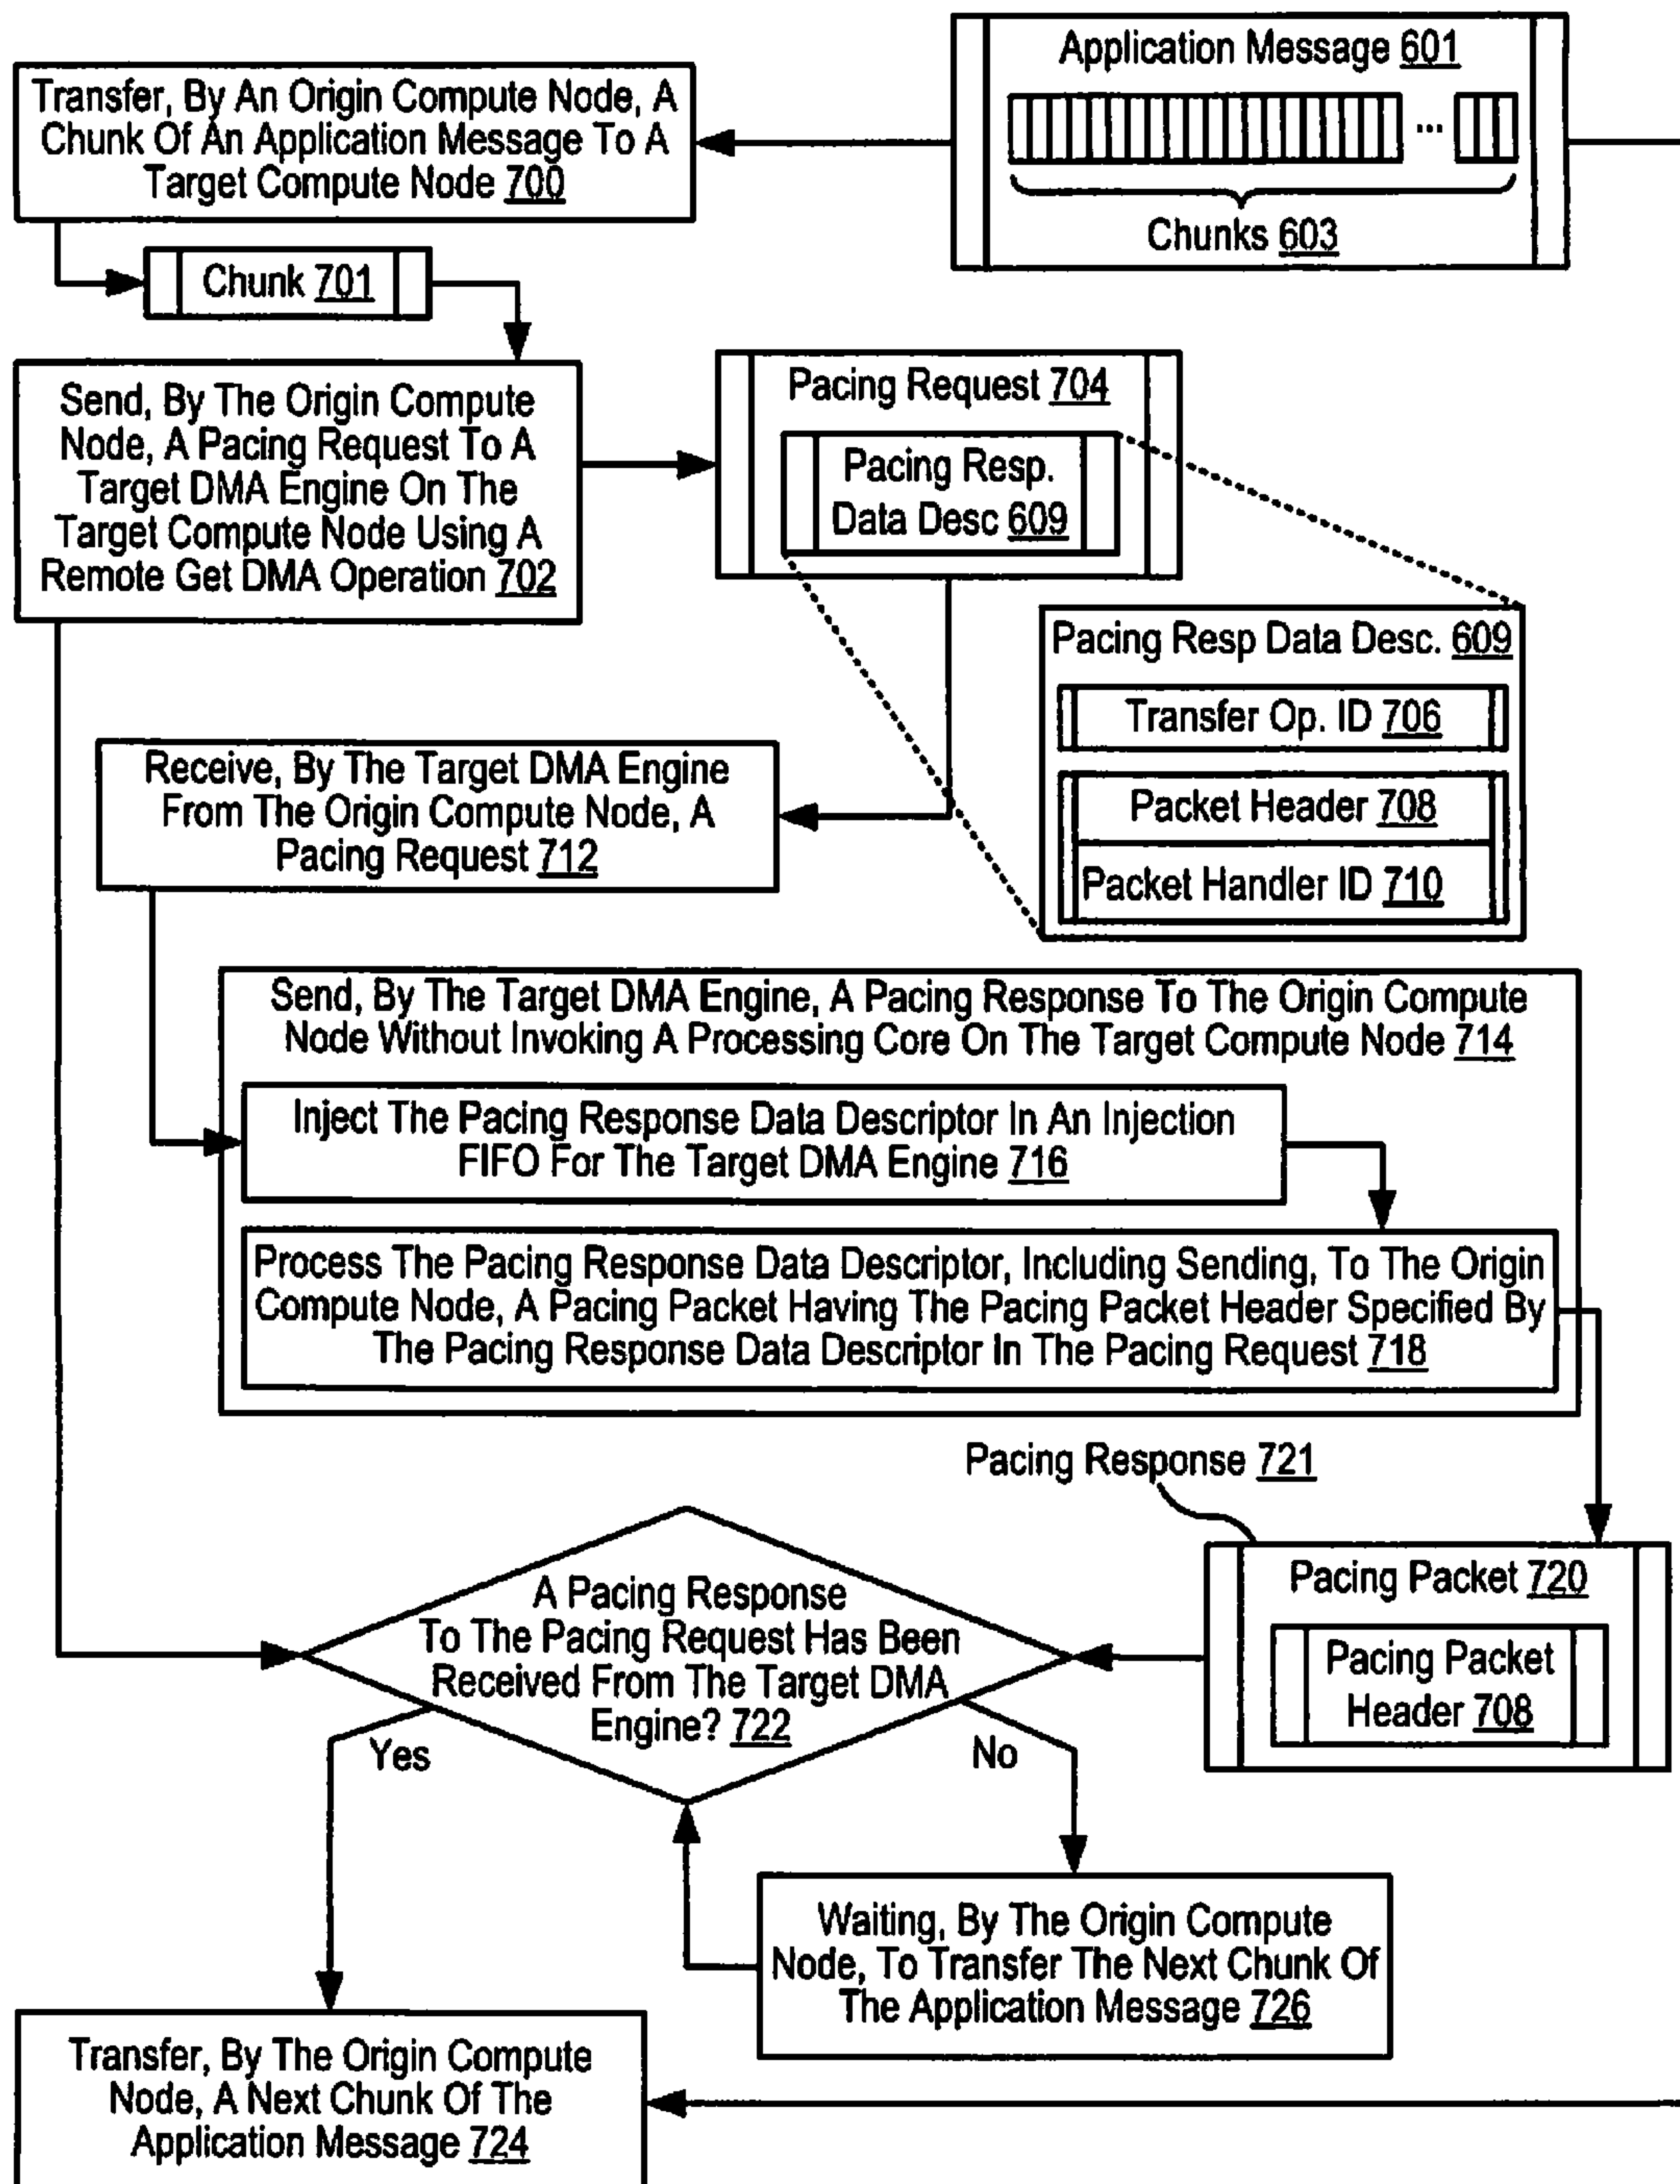 Application Message 601
...
Chunks 603
Transfer, By An Origin Compute Node, A
Chunk Of An Application Message To A
Target Compute Node 700
Chunk 701
Send, By The Origin Compute
Node, A Pacing Request To A
Target DMA Engine On The
Target Compute Node Using A
Remote Get DMA Operation 702
Pacing Request 704
Pacing Resp.
Data Desc 609
Pacing Resp Data Desc. 609
Transfer Op. ID 706
Packet Header 708
Packet Handler ID 710
Receive, By The Target DMA Engine
From The Origin Compute Node, A
Pacing Request 712
Send, By The Target DMA Engine, A Pacing Response To The Origin Compute
Node Without Invoking A Processing Core On The Target Compute Node 714
Inject The Pacing Response Data Descriptor In An Injection
FIFO For The Target DMA Engine 716
Process The Pacing Response Data Descriptor, Including Sending, To The Origin
Compute Node, A Pacing Packet Having The Pacing Packet Header Specified By
The Pacing Response Data Descriptor In The Pacing Request 718
Pacing Response 721
Pacing Packet 720
Pacing Packet
Header 708
A Pacing Response
To The Pacing Request Has Been
Received From The Target DMA
Engine? 722
Yes
No
Waiting, By The Origin Compute
Node, To Transfer The Next Chunk Of
The Application Message 726
Transfer, By The Origin Compute
Node, A Next Chunk Of The
Application Message 724